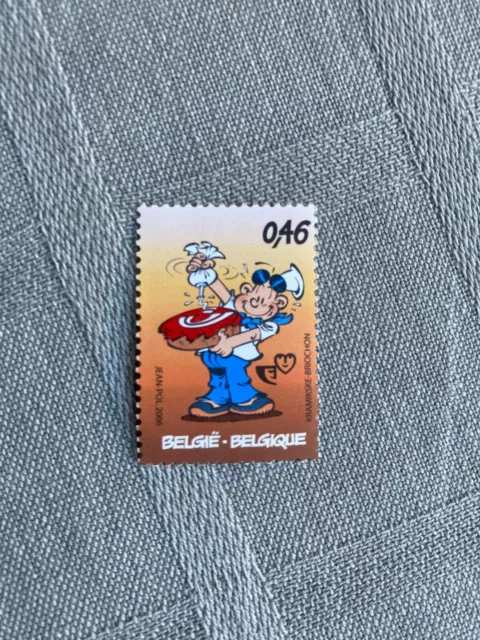 0,46
JEAN-POL, 2006
KRAMIKSKE-BRIOCHON
BELGIË - BELGIQUE